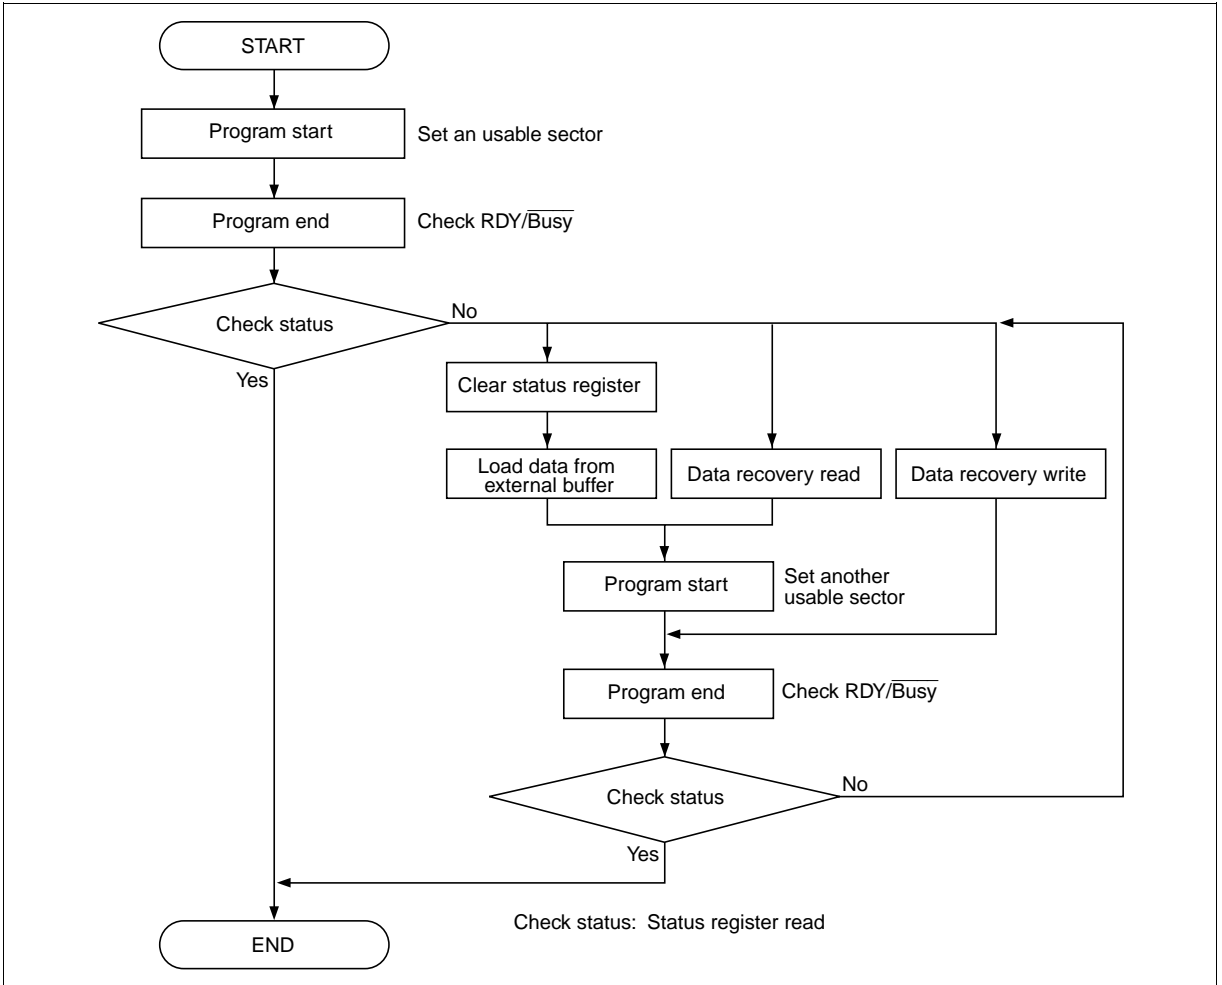 START
Program start
Set an usable sector
Program end
Check RDY/B̅u̅s̅y̅
Check status
No
Yes
Clear status register
Load data from
external buffer
Data recovery read
Data recovery write
Program start
Set another
usable sector
Program end
Check RDY/B̅u̅s̅y̅
Check status
No
Yes
Check status: Status register read
END